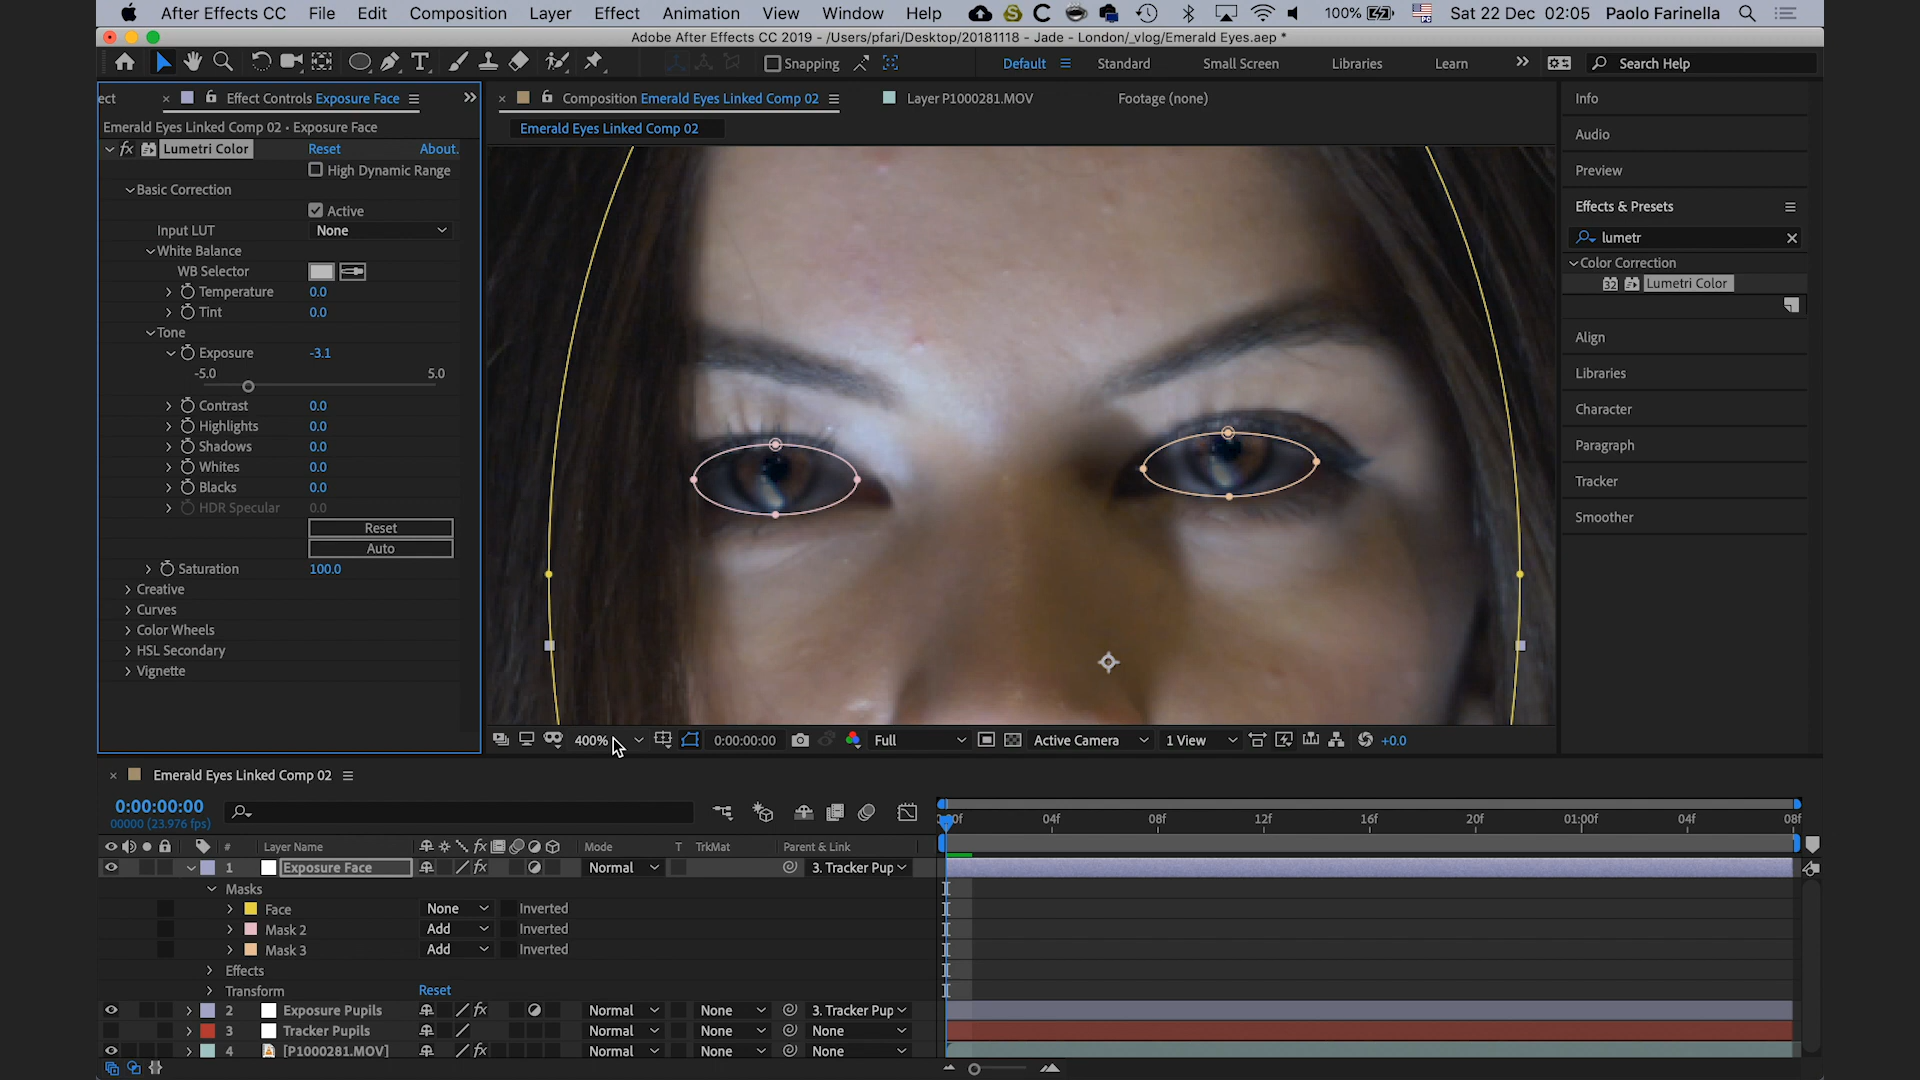 After Effects CC File Edit Composition Layer Effect Animation View Window Help 100% Sat 22 Dec 02:05 Paolo Farinella
Adobe After Effects CC 2019 - /Users/pfari/Desktop/20181118 - Jade - London/_vlog/Emerald Eyes.aep *
Snapping Default Standard Small Screen Libraries Learn Search Help
ect Effect Controls Exposure Face
Composition Emerald Eyes Linked Comp 02 Layer P1000281.MOV Footage (none)
Emerald Eyes Linked Comp 02 • Exposure Face
Emerald Eyes Linked Comp 02
fx Lumetri Color Reset About.
High Dynamic Range
Basic Correction
Active
Input LUT None
White Balance
WB Selector
Temperature 0.0
Tint 0.0
Tone
Exposure -3.1
-5.0 5.0
Contrast 0.0
Highlights 0.0
Shadows 0.0
Whites 0.0
Blacks 0.0
HDR Specular 0.0
Reset
Auto
Saturation 100.0
Creative
Curves
Color Wheels
HSL Secondary
Vignette
400% 0:00:00:00 Full Active Camera 1 View +0.0
Info
Audio
Preview
Effects & Presets
lumetr
Color Correction
32 Lumetri Color
Align
Libraries
Character
Paragraph
Tracker
Smoother
Emerald Eyes Linked Comp 02
0:00:00:00
00000 (23.976 fps)
00f 04f 08f 12f 16f 20f 01:00f 04f 08f
# Layer Name fx Mode T TrkMat Parent & Link
1 Exposure Face fx Normal 3. Tracker Pup
Masks
Face None Inverted
Mask 2 Add Inverted
Mask 3 Add Inverted
Effects
Transform Reset
2 Exposure Pupils fx Normal None 3. Tracker Pup
3 Tracker Pupils Normal None None
4 [P1000281.MOV] fx Normal None None